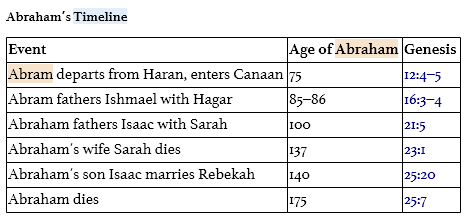 Abraham's Timeline
Event Age of Abraham Genesis
Abram departs from Haran, enters Canaan 75 12:4–5
Abram fathers Ishmael with Hagar 85–86 16:3–4
Abraham fathers Isaac with Sarah 100 21:5
Abraham's wife Sarah dies 137 23:1
Abraham's son Isaac marries Rebekah 140 25:20
Abraham dies 175 25:7